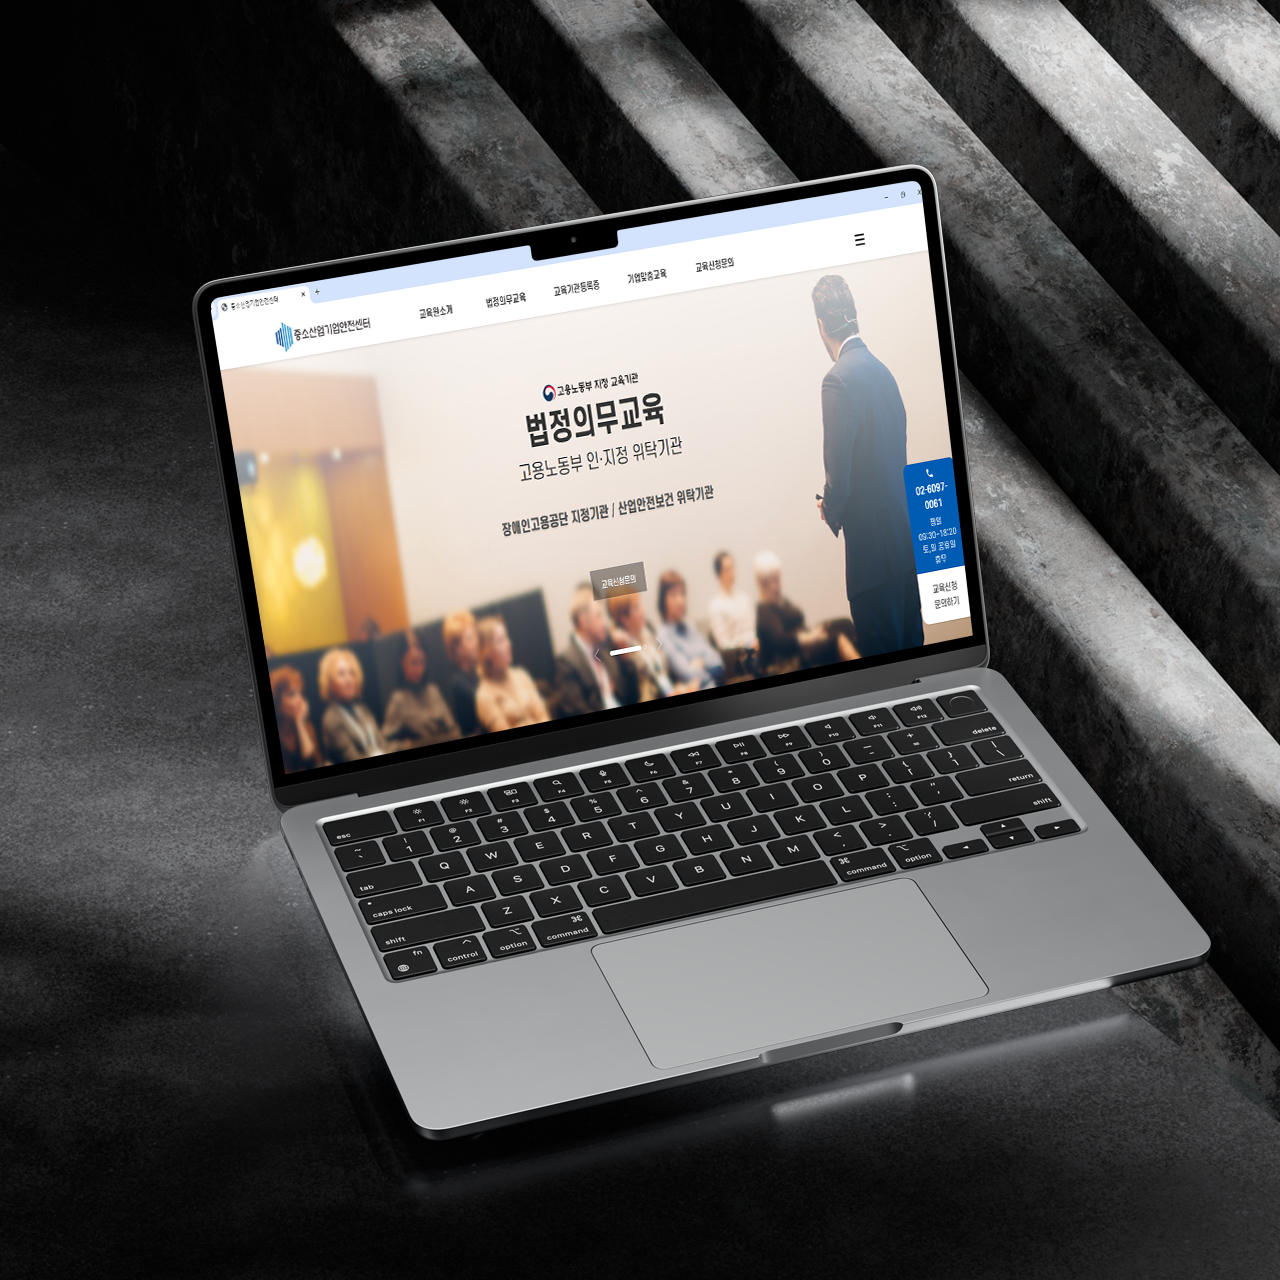 중소산업기업안전센터
중소산업기업안전센터
교육원소개 법정의무교육 교육기관등록증 기업맞춤교육 교육신청문의
고용노동부 지정 교육기관
법정의무교육
고용노동부 인·지정 위탁기관
장애인고용공단 지정기관 / 산업안전보건 위탁기관
교육신청문의
02-6097-
0061
평일
09:30~18:20
토,일 공휴일
휴무
교육신청
문의하기
esc F1 F2 F3 F4 F5 F6 F7 F8 F9 F10 F11 F12
~ ` ! 1 @ 2 # 3 $ 4 % 5 ^ 6 & 7 * 8 ( 9 ) 0 — - + = delete
tab Q W E R T Y U I O P { [ } ] | \
caps lock A S D F G H J K L : ; " ' return
shift Z X C V B N M < , > . ? / shift
fn control option command command option